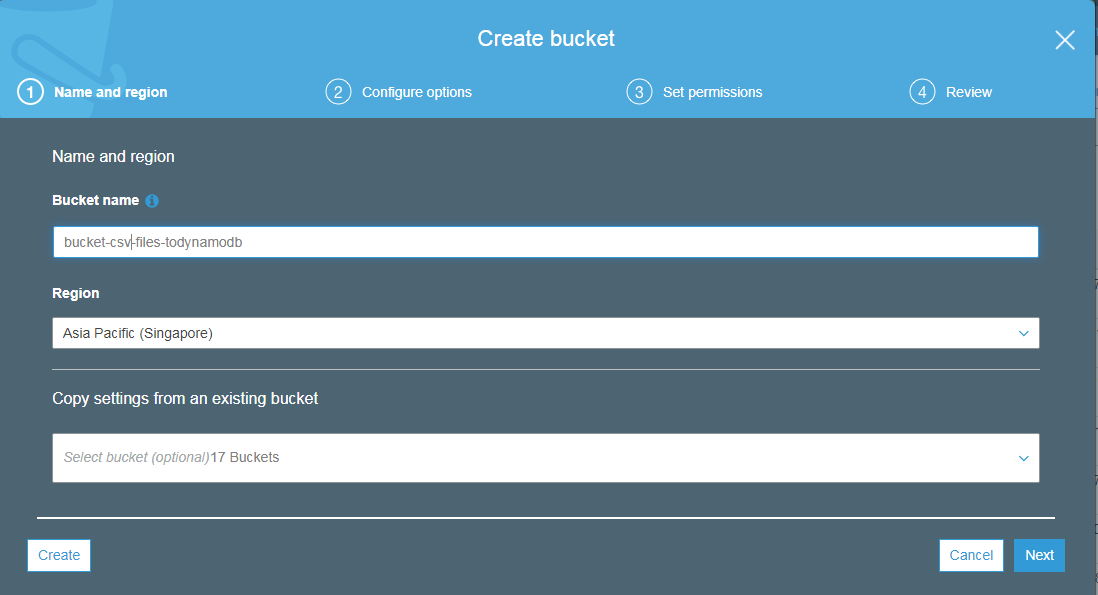 Create bucket
1 Name and region 2 Configure options 3 Set permissions 4 Review
Name and region
Bucket name i
bucket-csv-files-todynamodb
Region
Asia Pacific (Singapore)
Copy settings from an existing bucket
Select bucket (optional)17 Buckets
Create Cancel Next